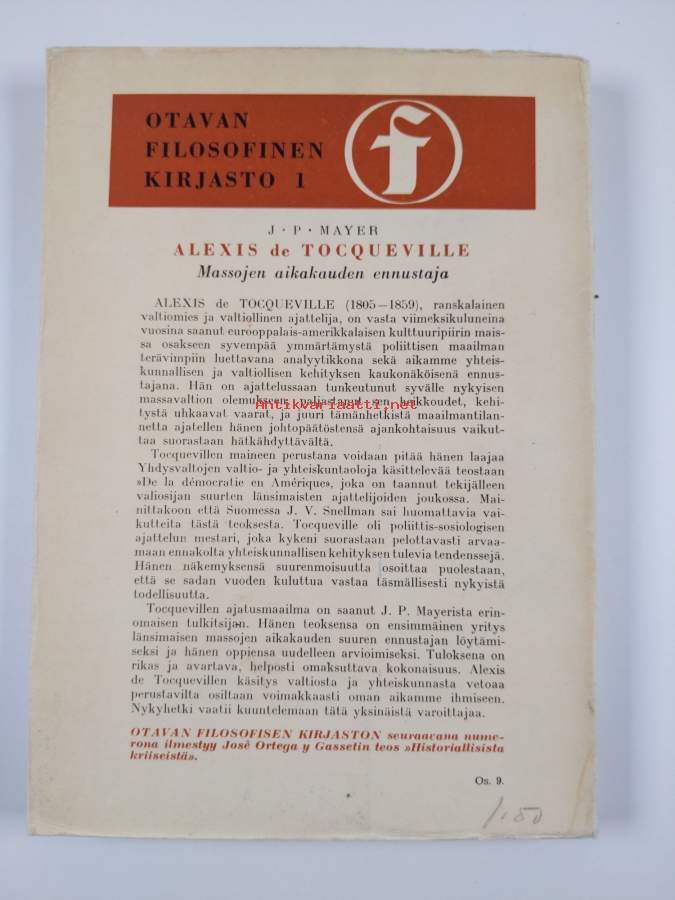 OTAVAN
FILOSOFINEN
KIRJASTO 1
f
J · P · MAYER
ALEXIS de TOCQUEVILLE
Massojen aikakauden ennustaja
ALEXIS de TOCQUEVILLE (1805—1859), ranskalainen
valtiomies ja valtiollinen ajattelija, on vasta viimeksikuluneina
vuosina saanut eurooppalais-amerikkalaisen kulttuuripiirin mais-
sa osakseen syvempää ymmärtämystä poliittisen maailman
terävimpiin luettavana analyytikkona sekä aikamme yhteis-
kunnallisen ja valtiollisen kehityksen kaukonäköisenä ennus-
tajana. Hän on ajattelussaan tunkeutunut syvälle nykyisen
massavaltion olemukseen, paljastanut sen heikkoudet, kehi-
Antikvariaatti.net
tystä uhkaavat vaarat, ja juuri tämänhetkistä maailmantilan-
netta ajatellen hänen johtopäätöstensä ajankohtaisuus vaikut-
taa suorastaan hätkähdyttävältä.
Tocquevillen maineen perustana voidaan pitää hänen laajaa
Yhdysvaltojen valtio- ja yhteiskuntaoloja käsittelevää teostaan
»De la démocratie en Amérique», joka on taannut tekijälleen
valiosijan suurten länsimaisten ajattelijoiden joukossa. Mai-
nittakoon että Suomessa J. V. Snellman sai huomattavia vai-
kutteita tästä teoksesta. Tocqueville oli poliittis-sosiologisen
ajattelun mestari, joka kykeni suorastaan pelottavasti arvaa-
maan ennakolta yhteiskunnallisen kehityksen tulevia tendenssejä.
Hänen näkemyksensä suurenmoisuutta osoittaa puolestaan,
että se sadan vuoden kuluttua vastaa täsmällisesti nykyistä
todellisuutta.
Tocquevillen ajatusmaailma on saanut J. P. Mayerista erin-
omaisen tulkitsijan. Hänen teoksensa on ensimmäinen yritys
länsimaisen massojen aikakauden suuren ennustajan löytämi-
seksi ja hänen oppiensa uudelleen arvioimiseksi. Tuloksena on
rikas ja avartava, helposti omaksuttava kokonaisuus. Alexis
de Tocquevillen käsitys valtiosta ja yhteiskunnasta vetoaa
perustavilta osiltaan voimakkaasti oman aikamme ihmiseen.
Nykyhetki vaatii kuuntelemaan tätä yksinäistä varoittajaa.
OTAVAN FILOSOFISEN KIRJASTON seuraavana nume-
rona ilmestyy Josè Ortega y Gassetin teos »Historiallisista
kriiseistä».
Os. 9.
1/50